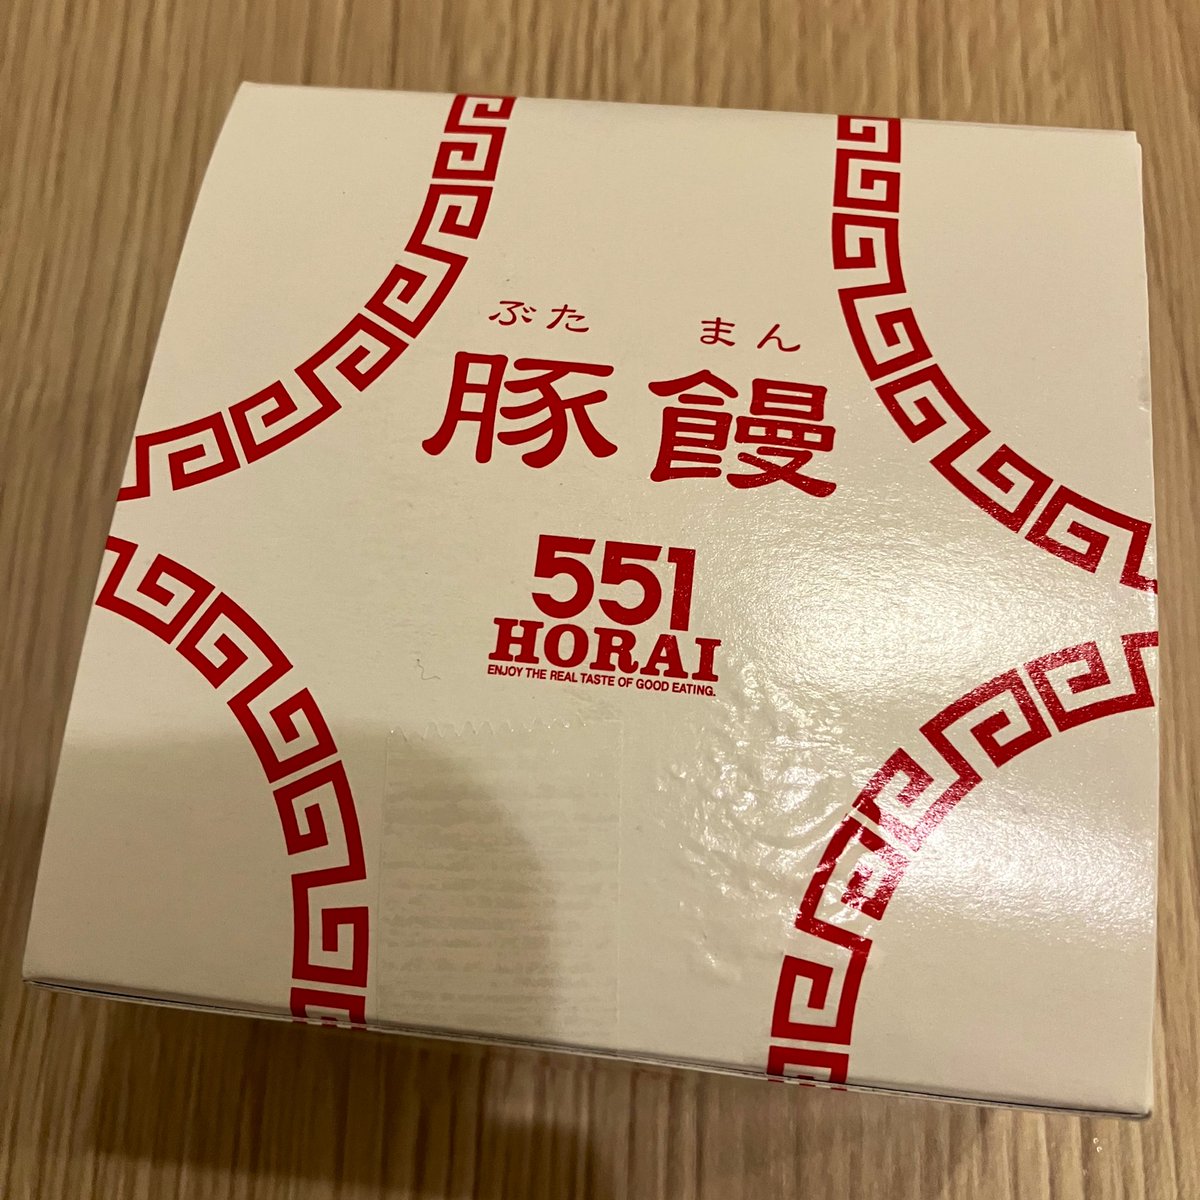 ぶた まん
豚饅
551
HORAI
ENJOY THE REAL TASTE OF GOOD EATING.